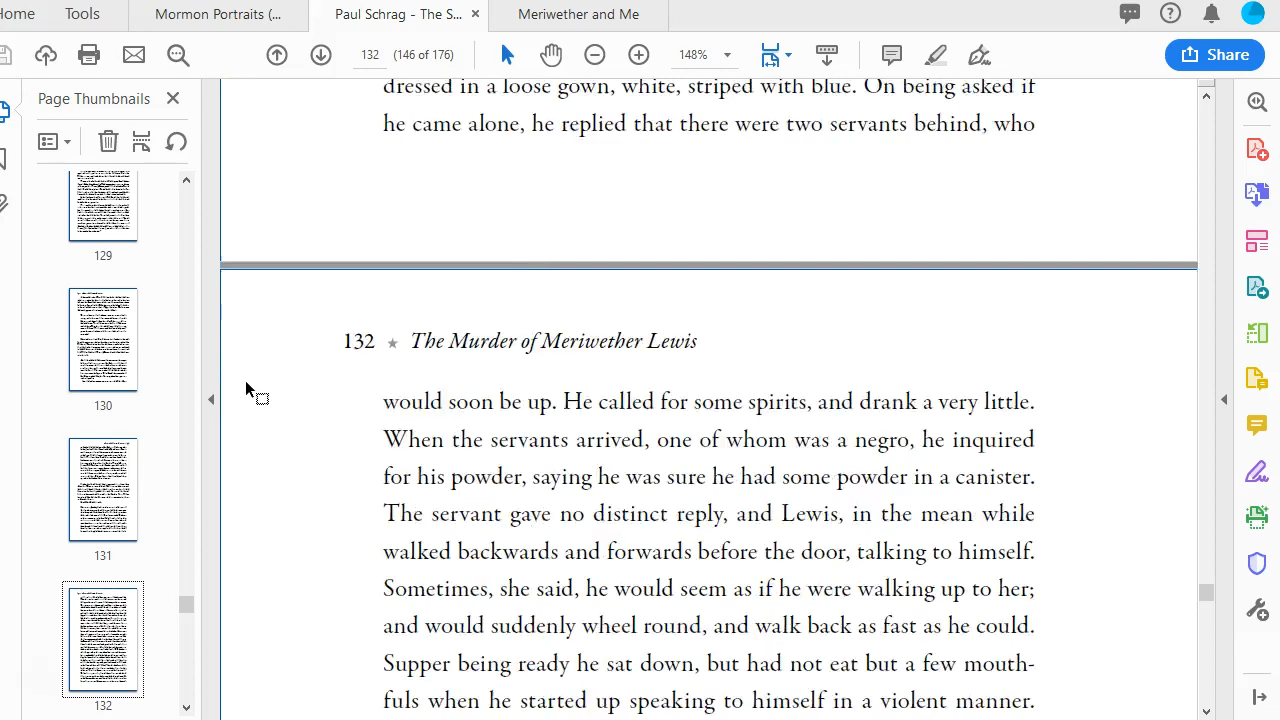 Home
Tools
Mormon Portraits (...
Paul Schrag - The S...
Meriwether and Me
132
(146 of 176)
148%
Share
Page Thumbnails
129
130
131
132
dressed in a loose gown, white, striped with blue. On being asked if
he came alone, he replied that there were two servants behind, who
132 ★ The Murder of Meriwether Lewis
would soon be up. He called for some spirits, and drank a very little.
When the servants arrived, one of whom was a negro, he inquired
for his powder, saying he was sure he had some powder in a canister.
The servant gave no distinct reply, and Lewis, in the mean while
walked backwards and forwards before the door, talking to himself.
Sometimes, she said, he would seem as if he were walking up to her;
and would suddenly wheel round, and walk back as fast as he could.
Supper being ready he sat down, but had not eat but a few mouth-
fuls when he started up speaking to himself in a violent manner.